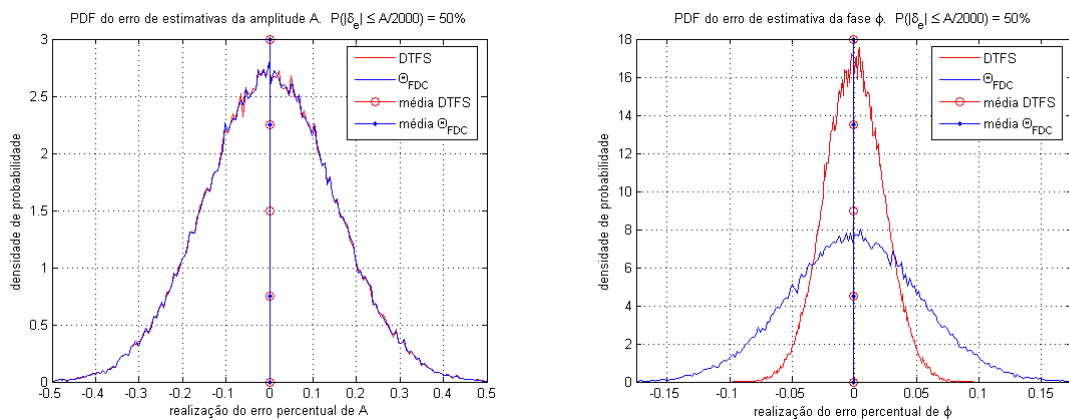 PDF do erro de estimativas da amplitude A.  P(|δe| ≤ A/2000) = 50%
3
2.5
2
1.5
1
0.5
0
densidade de probabilidade
DTFS
ΘFDC
média DTFS
média ΘFDC
-0.5 -0.4 -0.3 -0.2 -0.1 0 0.1 0.2 0.3 0.4 0.5
realização do erro percentual de A
PDF do erro de estimativa da fase ϕ.  P(|δe| ≤ A/2000) = 50%
18
16
14
12
10
8
6
4
2
0
densidade de probabilidade
DTFS
ΘFDC
média DTFS
média ΘFDC
-0.15 -0.1 -0.05 0 0.05 0.1 0.15
realização do erro percentual de ϕ